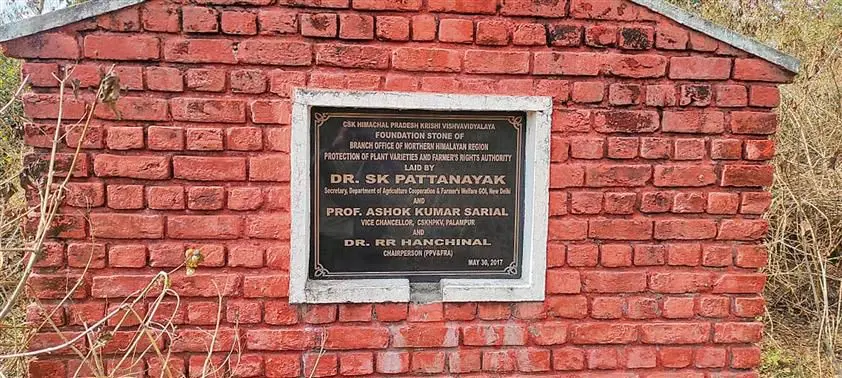 CSK HIMACHAL PRADESH KRISHI VISHVAVIDYALAYA
FOUNDATION STONE OF
BRANCH OFFICE OF NORTHERN HIMALAYAN REGION
PROTECTION OF PLANT VARIETIES AND FARMER'S RIGHTS AUTHORITY
LAID BY
DR. SK PATTANAYAK
Secretary, Department of Agriculture Cooperation & Farmer's Welfare GOI, New Delhi
AND
PROF. ASHOK KUMAR SARIAL
VICE CHANCELLOR, CSKHPKV, PALAMPUR
AND
DR. RR HANCHINAL
CHAIRPERSON (PPV&FRA)
MAY 30, 2017